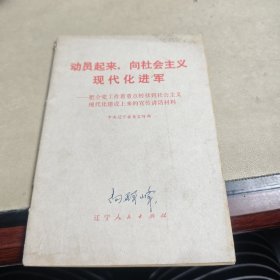 动员起来，向社会主义
现代化进军
——把全党工作着重点转移到社会主义
现代化建设上来的宣传讲话材料
中共辽宁省委宣传部
辽宁人民出版社